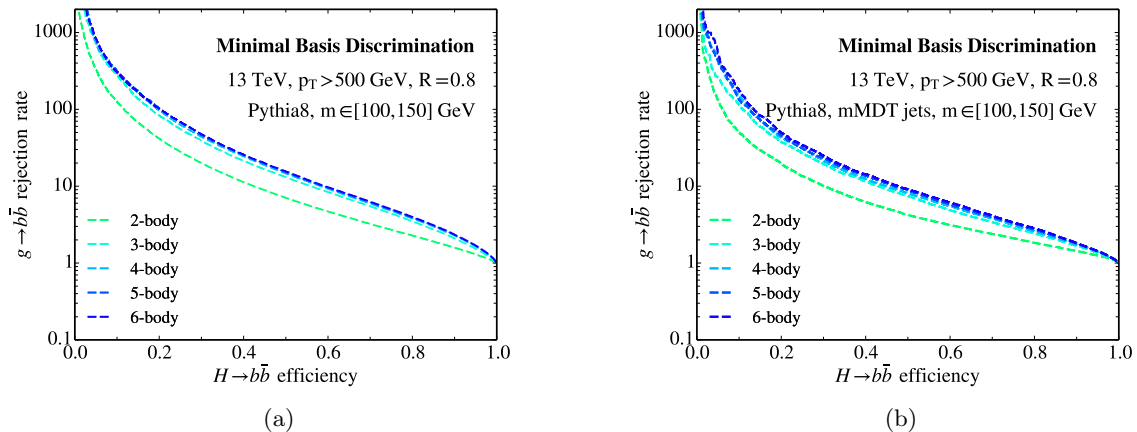 1000
100
10
1
0.1
g→bb̄ rejection rate
Minimal Basis Discrimination
13 TeV, pT>500 GeV, R=0.8
Pythia8, m∈[100,150] GeV
2-body
3-body
4-body
5-body
6-body
0.0 0.2 0.4 0.6 0.8 1.0
H→bb̄ efficiency
(a)
1000
100
10
1
0.1
g→bb̄ rejection rate
Minimal Basis Discrimination
13 TeV, pT>500 GeV, R=0.8
Pythia8, mMDT jets, m∈[100,150] GeV
2-body
3-body
4-body
5-body
6-body
0.0 0.2 0.4 0.6 0.8 1.0
H→bb̄ efficiency
(b)